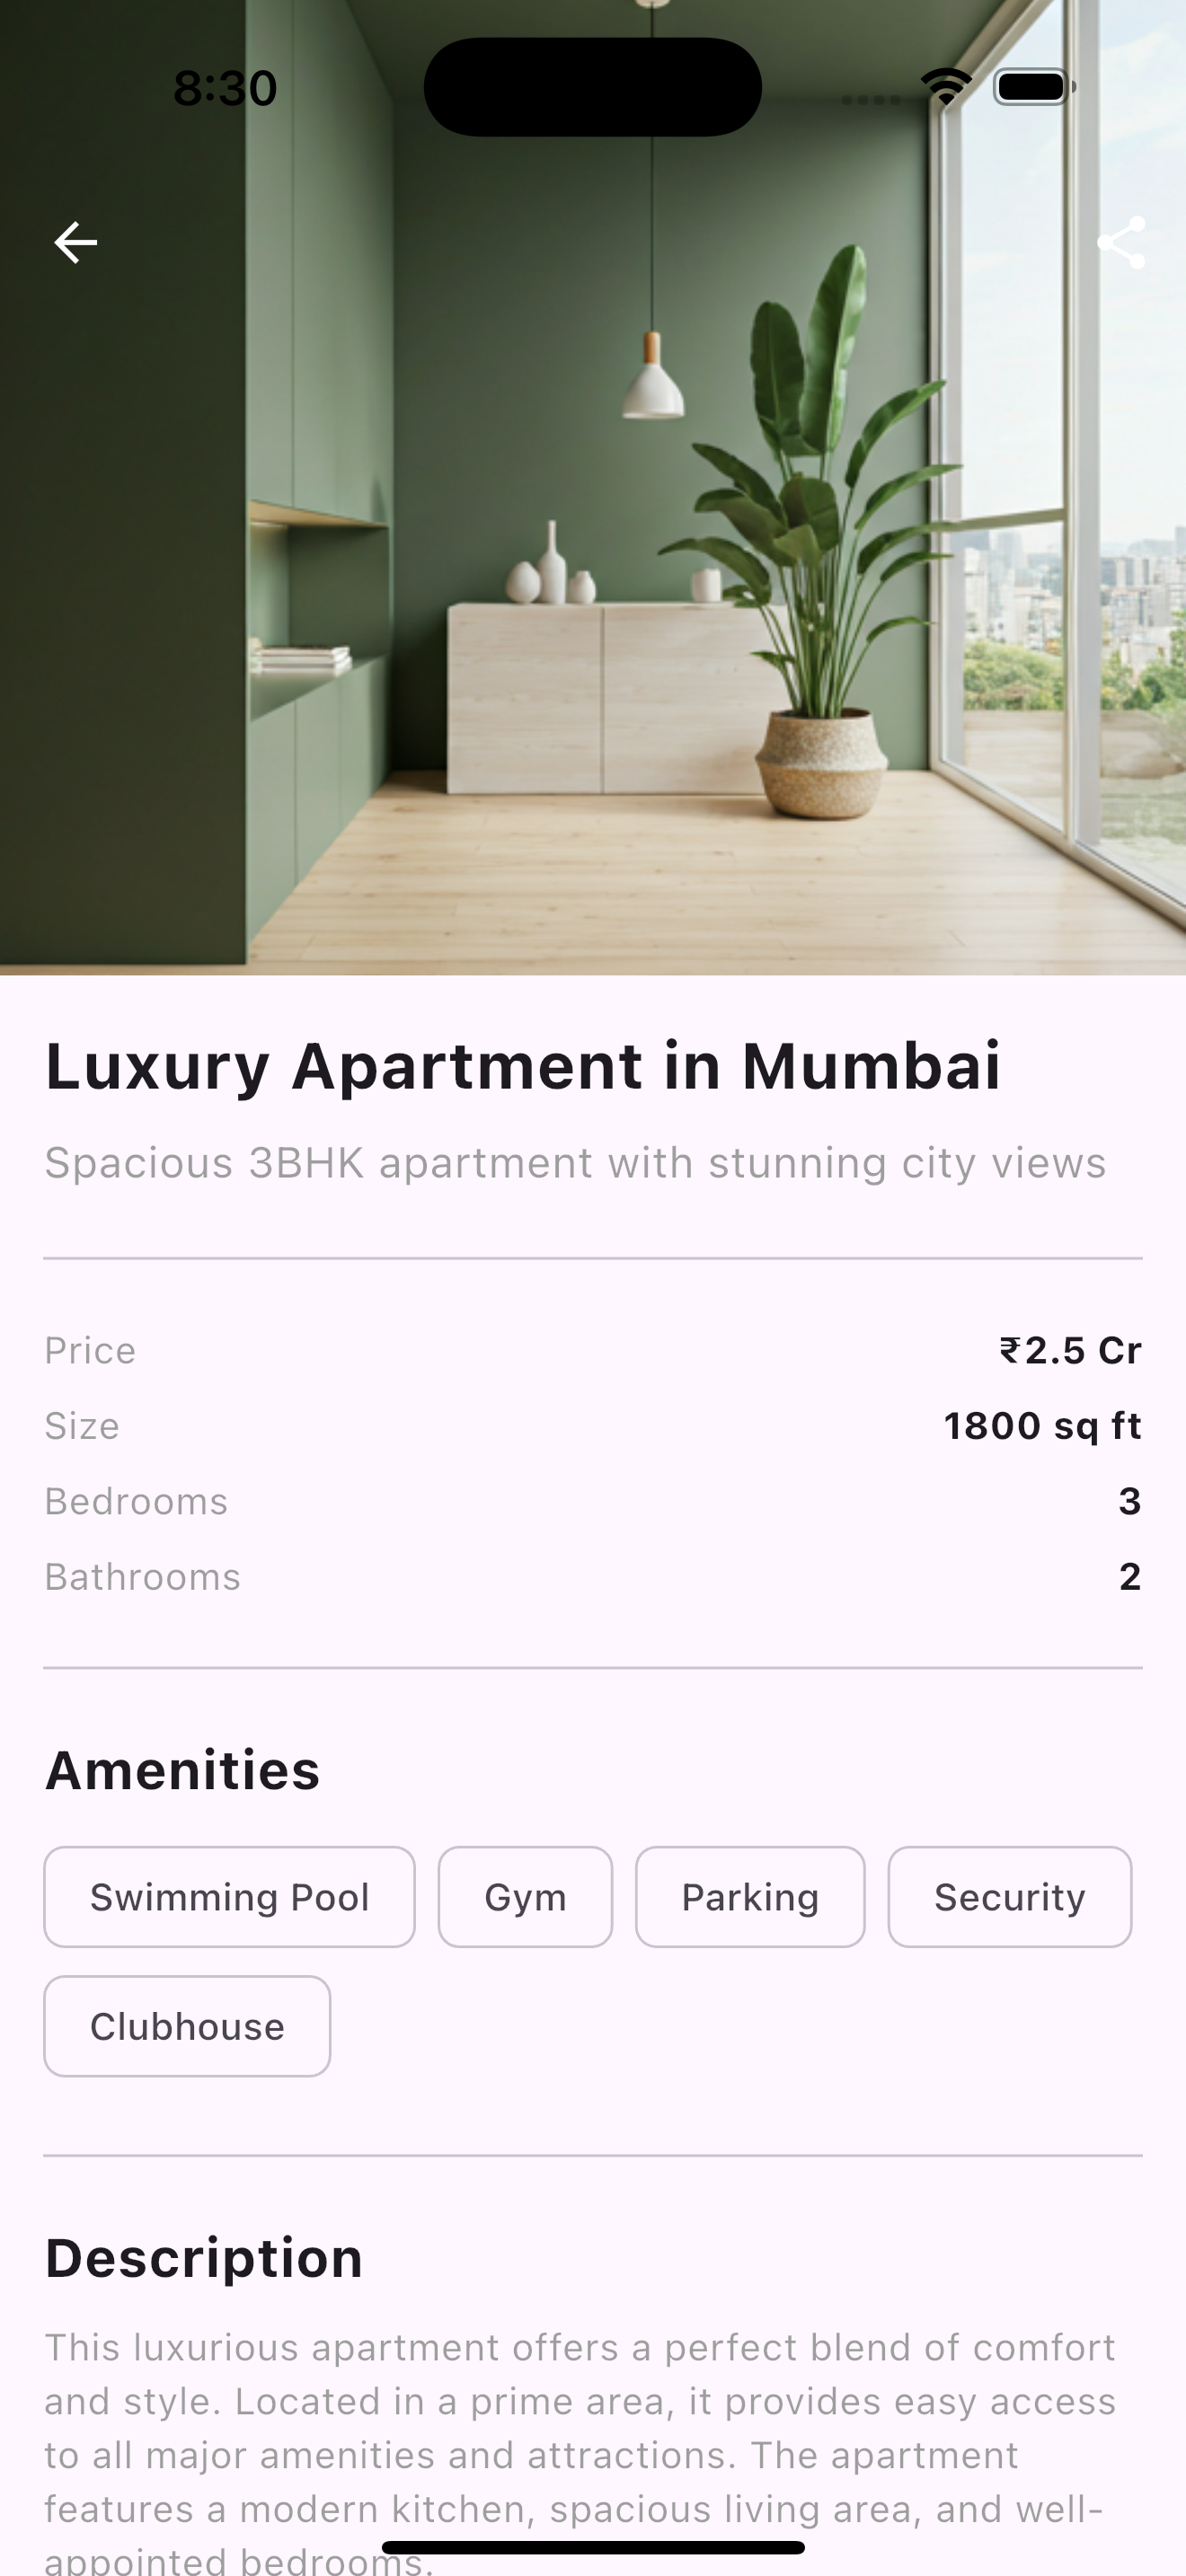 8:30
Luxury Apartment in Mumbai
Spacious 3BHK apartment with stunning city views
Price ₹2.5 Cr
Size 1800 sq ft
Bedrooms 3
Bathrooms 2
Amenities
Swimming Pool Gym Parking Security
Clubhouse
Description
This luxurious apartment offers a perfect blend of comfort
and style. Located in a prime area, it provides easy access
to all major amenities and attractions. The apartment
features a modern kitchen, spacious living area, and well-
appointed bedrooms.